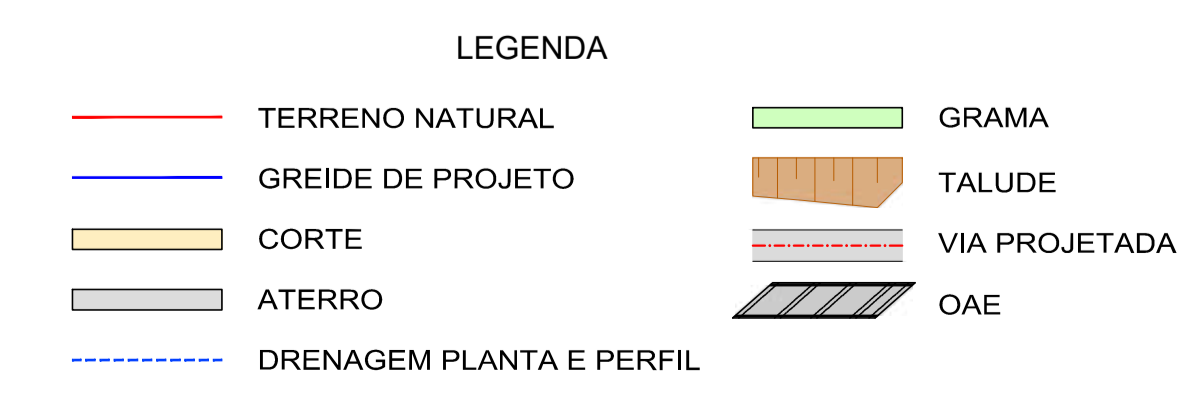 LEGENDA
TERRENO NATURAL
GREIDE DE PROJETO
CORTE
ATERRO
DRENAGEM PLANTA E PERFIL
GRAMA
TALUDE
VIA PROJETADA
OAE